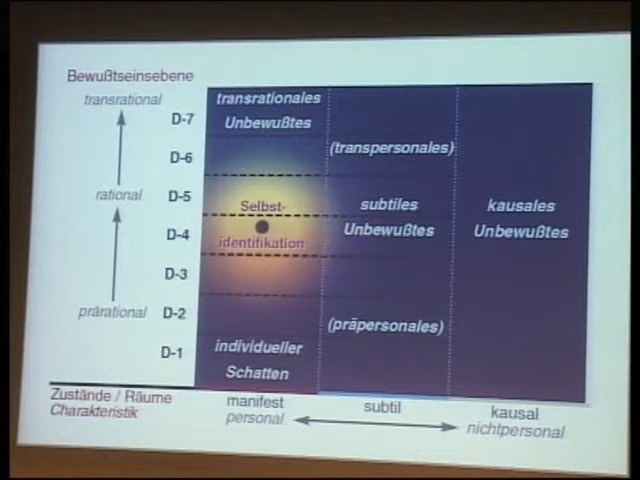 Bewußtseinsebene
transrational
D-7
D-6
rational
D-5
D-4
D-3
prärational
D-2
D-1
transrationales
Unbewußtes
(transpersonales)
Selbst-
identifikation
subtiles
Unbewußtes
kausales
Unbewußtes
(präpersonales)
individueller
Schatten
Zustände / Räume
Charakteristik
manifest
personal
subtil
kausal
nichtpersonal